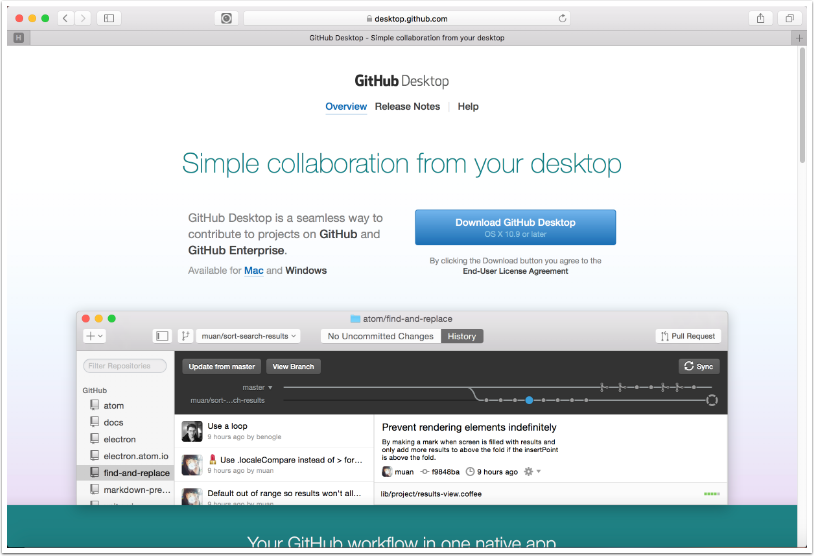 desktop.github.com
H
GitHub Desktop - Simple collaboration from your desktop
GitHub Desktop
Overview Release Notes Help
Simple collaboration from your desktop
GitHub Desktop is a seamless way to
contribute to projects on GitHub and
GitHub Enterprise.
Available for Mac and Windows
Download GitHub Desktop
OS X 10.9 or later
By clicking the Download button you agree to the
End-User License Agreement
atom/find-and-replace
muan/sort-search-results
No Uncommitted Changes History
Pull Request
Filter Repositories
GitHub
atom
docs
electron
electron.atom.io
find-and-replace
markdown-pre...
Update from master View Branch
Sync
master
muan/sort-...ch-results
Use a loop
9 hours ago by benogle
Use .localeCompare instead of > for...
9 hours ago by muan
Default out of range so results won't all...
9 hours ago by muan
Prevent rendering elements indefinitely
By making a mark when screen is filled with results and
only add more results to above the fold if the insertPoint
is above the fold.
muan f9848ba 9 hours ago
lib/project/results-view.coffee
Your GitHub workflow in one native app